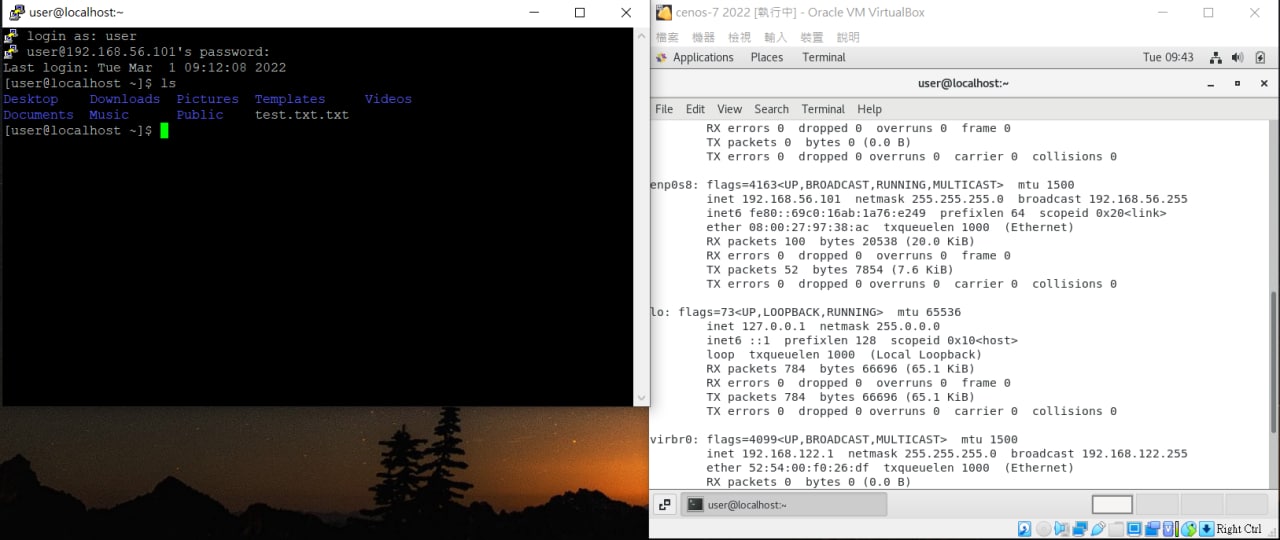 user@localhost:~
login as: user
user@192.168.56.101's password:
Last login: Tue Mar  1 09:12:08 2022
[user@localhost ~]$ ls
Desktop    Downloads  Pictures  Templates     Videos
Documents  Music      Public    test.txt.txt
[user@localhost ~]$
cenos-7 2022 [執行中] - Oracle VM VirtualBox
檔案 機器 檢視 輸入 裝置 說明
Applications Places Terminal Tue 09:43
user@localhost:~
File Edit View Search Terminal Help
RX errors 0  dropped 0  overruns 0  frame 0
TX packets 0  bytes 0 (0.0 B)
TX errors 0  dropped 0 overruns 0  carrier 0  collisions 0
enp0s8: flags=4163<UP,BROADCAST,RUNNING,MULTICAST>  mtu 1500
inet 192.168.56.101  netmask 255.255.255.0  broadcast 192.168.56.255
inet6 fe80::69c0:16ab:1a76:e249  prefixlen 64  scopeid 0x20<link>
ether 08:00:27:97:38:ac  txqueuelen 1000  (Ethernet)
RX packets 100  bytes 20538 (20.0 KiB)
RX errors 0  dropped 0  overruns 0  frame 0
TX packets 52  bytes 7854 (7.6 KiB)
TX errors 0  dropped 0 overruns 0  carrier 0  collisions 0
lo: flags=73<UP,LOOPBACK,RUNNING>  mtu 65536
inet 127.0.0.1  netmask 255.0.0.0
inet6 ::1  prefixlen 128  scopeid 0x10<host>
loop  txqueuelen 1000  (Local Loopback)
RX packets 784  bytes 66696 (65.1 KiB)
RX errors 0  dropped 0  overruns 0  frame 0
TX packets 784  bytes 66696 (65.1 KiB)
TX errors 0  dropped 0 overruns 0  carrier 0  collisions 0
virbr0: flags=4099<UP,BROADCAST,MULTICAST>  mtu 1500
inet 192.168.122.1  netmask 255.255.255.0  broadcast 192.168.122.255
ether 52:54:00:f0:26:df  txqueuelen 1000  (Ethernet)
RX packets 0  bytes 0 (0.0 B)
user@localhost:~
Right Ctrl